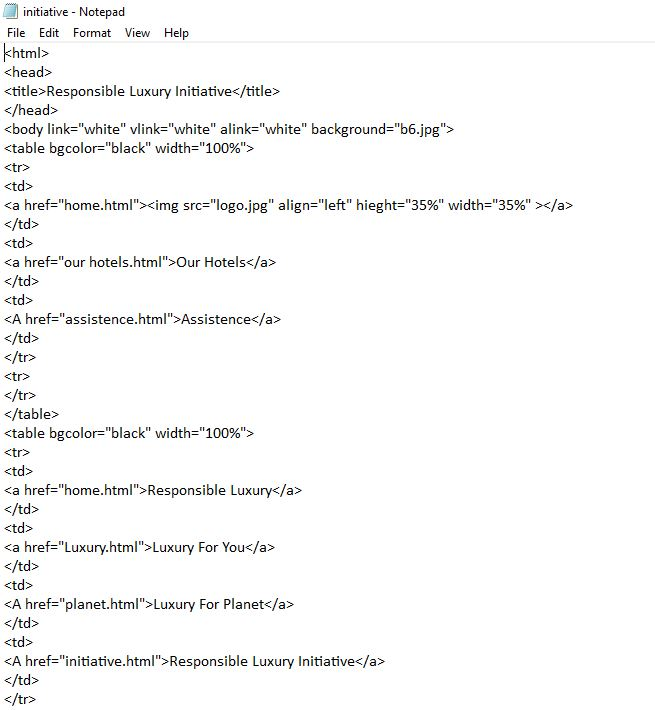 initiative - Notepad
File Edit Format View Help
<html>
<head>
<title>Responsible Luxury Initiative</title>
</head>
<body link="white" vlink="white" alink="white" background="b6.jpg">
<table bgcolor="black" width="100%">
<tr>
<td>
<a href="home.html"><img src="logo.jpg" align="left" hieght="35%" width="35%" ></a>
</td>
<td>
<a href="our hotels.html">Our Hotels</a>
</td>
<td>
<A href="assistence.html">Assistence</a>
</td>
</tr>
<tr>
</tr>
</table>
<table bgcolor="black" width="100%">
<tr>
<td>
<a href="home.html">Responsible Luxury</a>
</td>
<td>
<a href="Luxury.html">Luxury For You</a>
</td>
<td>
<A href="planet.html">Luxury For Planet</a>
</td>
<td>
<A href="initiative.html">Responsible Luxury Initiative</a>
</td>
</tr>